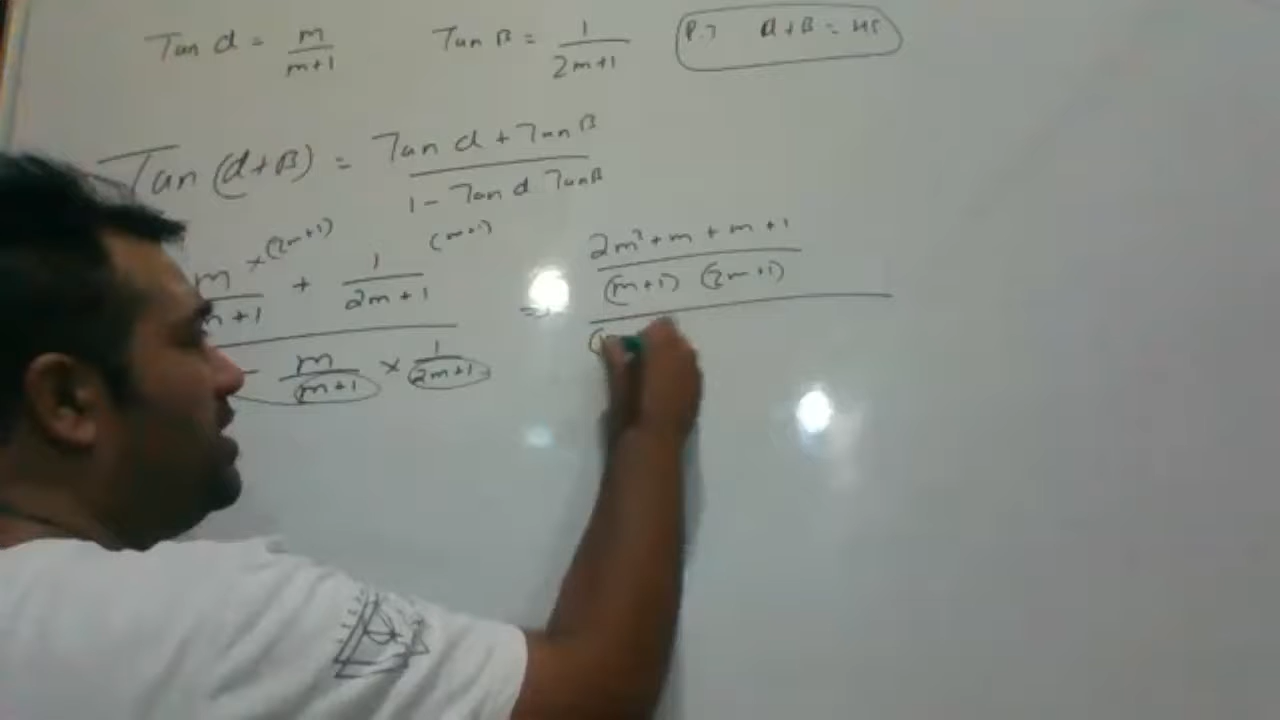 Tan α = m/m+1 Tan β = 1/2m+1 P.T α+β = 45
Tan (α+β) = Tan α + Tan β / 1 - Tan α Tan β
m ×(2m+1) / m+1 + 1 (m+1) / 2m+1 = 2m²+m+m+1 / (m+1) (2m+1)
- m/m+1 × 1/2m+1